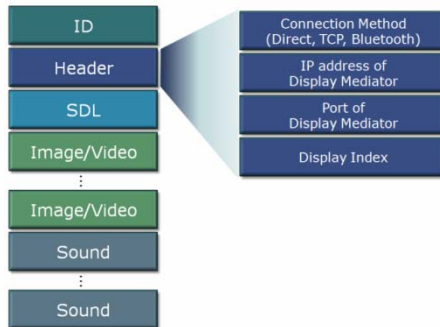 ID
Header
SDL
Image/Video
⋮
Image/Video
Sound
⋮
Sound
Connection Method
(Direct, TCP, Bluetooth)
IP address of
Display Mediator
Port of
Display Mediator
Display Index